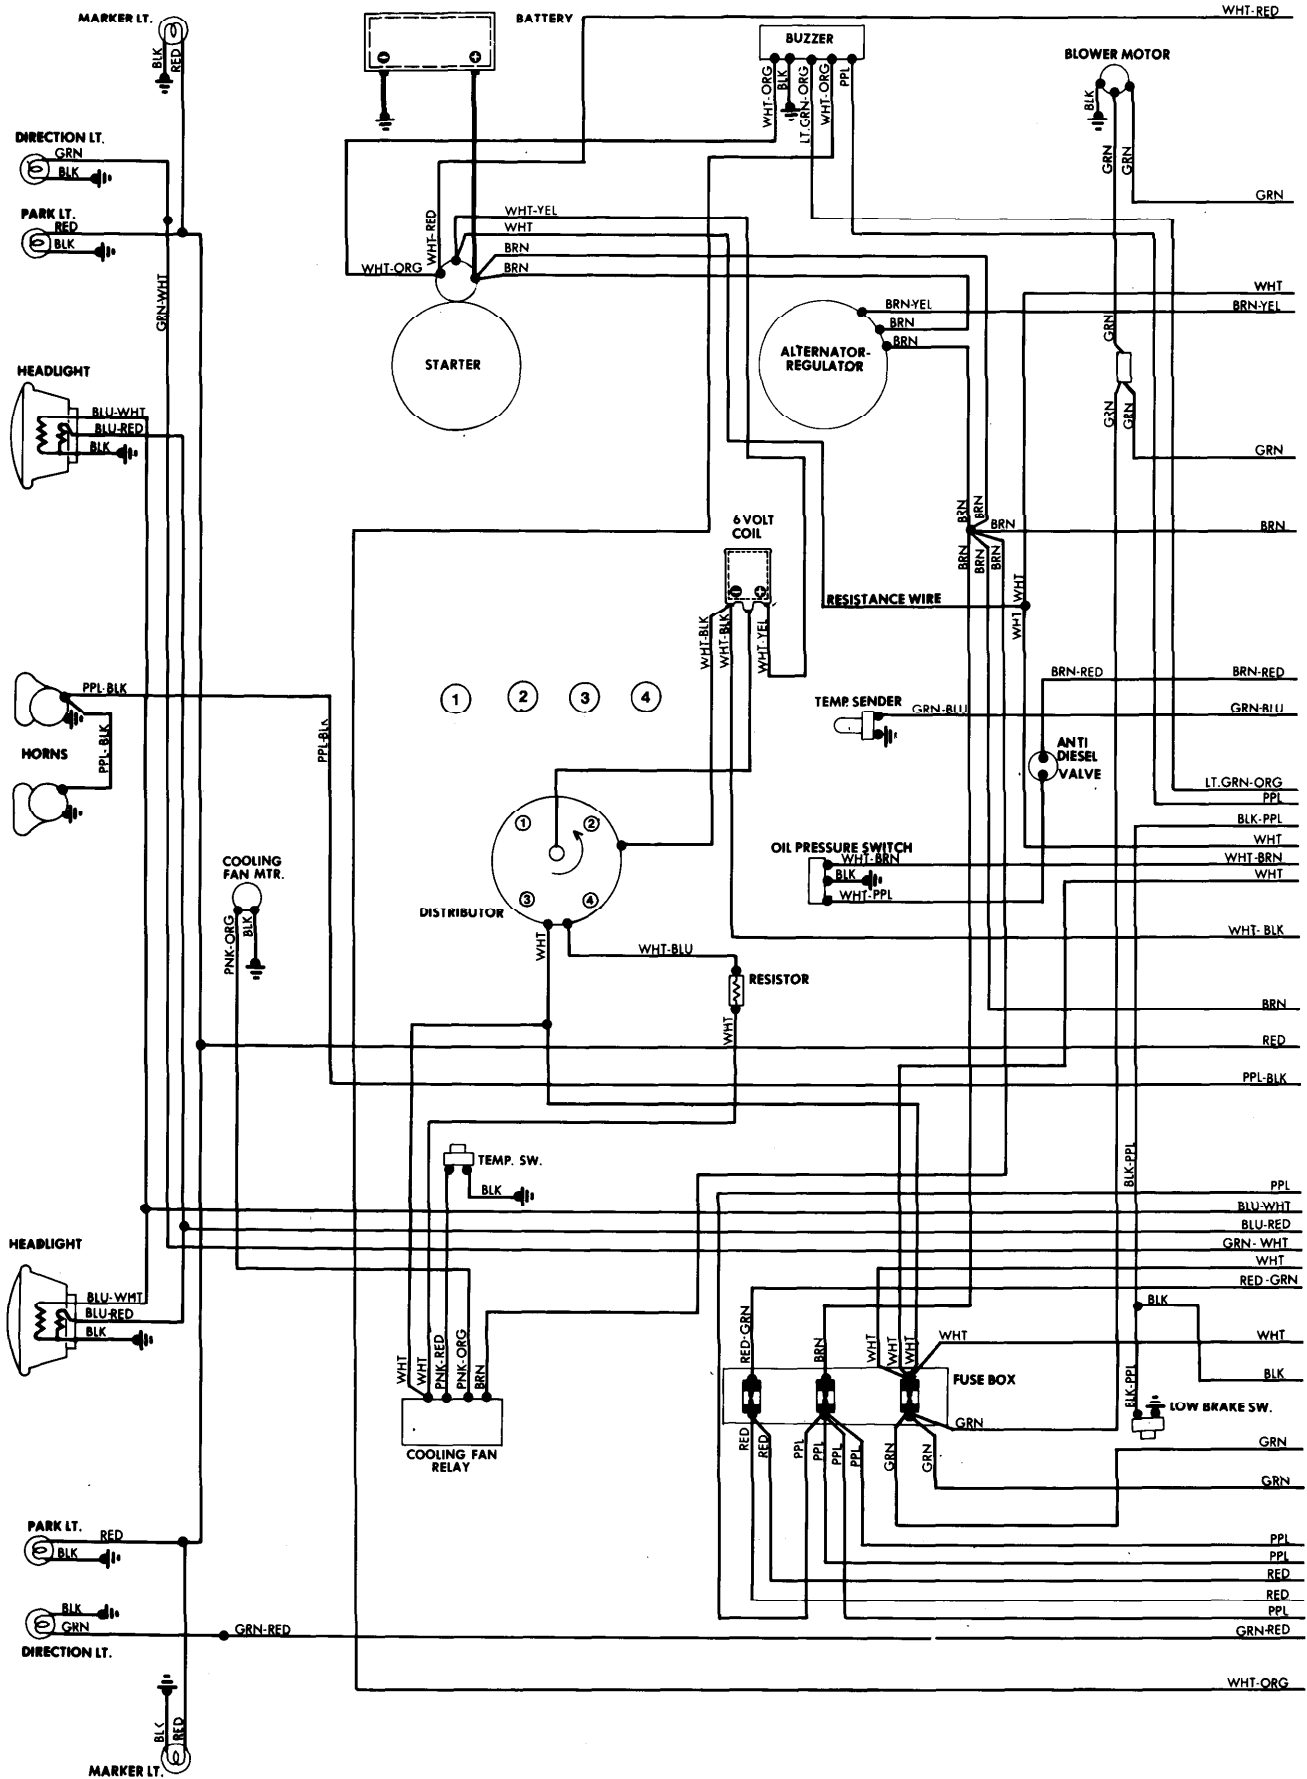 MARKER LT.
BLK
RED
BATTERY
BUZZER
WHT-ORG
BLK
LT.GRN-ORG
WHT-ORG
PPL
WHT-RED
BLOWER MOTOR
BLK
GRN
GRN
GRN
DIRECTION LT.
GRN
BLK
PARK LT.
RED
BLK
GRN-WHT
WHT-RED
WHT-ORG
WHT-YEL
WHT
BRN
BRN
STARTER
BRN-YEL
BRN
BRN
ALTERNATOR-
REGULATOR
WHT
BRN-YEL
GRN
GRN
GRN
GRN
HEADLIGHT
BLU-WHT
BLU-RED
BLK
6 VOLT
COIL
WHT-BLK
WHT-BLK
WHT-YEL
BRN
BRN
BRN
BRN
BRN
BRN
BRN
RESISTANCE WIRE
WHT
WHT
PPL-BLK
PPL-BLK
PPL-BLK
HORNS
1
2
3
4
TEMP. SENDER
GRN-BLU
BRN-RED
BRN-RED
GRN-BLU
ANTI
DIESEL
VALVE
LT.GRN-ORG
PPL
BLK-PPL
WHT
WHT-BRN
WHT
1
2
3
4
DISTRIBUTOR
OIL PRESSURE SWITCH
WHT-BRN
BLK
WHT-PPL
COOLING
FAN MTR.
PNK-ORG
BLK
WHT
WHT-BLU
RESISTOR
WHT
WHT-BLK
BRN
RED
PPL-BLK
TEMP. SW.
BLK
BLK-PPL
PPL
BLU-WHT
BLU-RED
GRN-WHT
WHT
RED-GRN
HEADLIGHT
BLU-WHT
BLU-RED
BLK
WHT
WHT
PNK-RED
PNK-ORG
BRN
COOLING FAN
RELAY
RED-GRN
BRN
WHT
WHT
WHT
WHT
WHT
BLK
BLK
BLK-PPL
FUSE BOX
LOW BRAKE SW.
GRN
RED
RED
PPL
PPL
PPL
PPL
GRN
GRN
GRN
GRN
PARK LT.
RED
BLK
PPL
PPL
RED
RED
PPL
GRN-RED
BLK
GRN
GRN-RED
DIRECTION LT.
BLK
RED
MARKER LT.
WHT-ORG